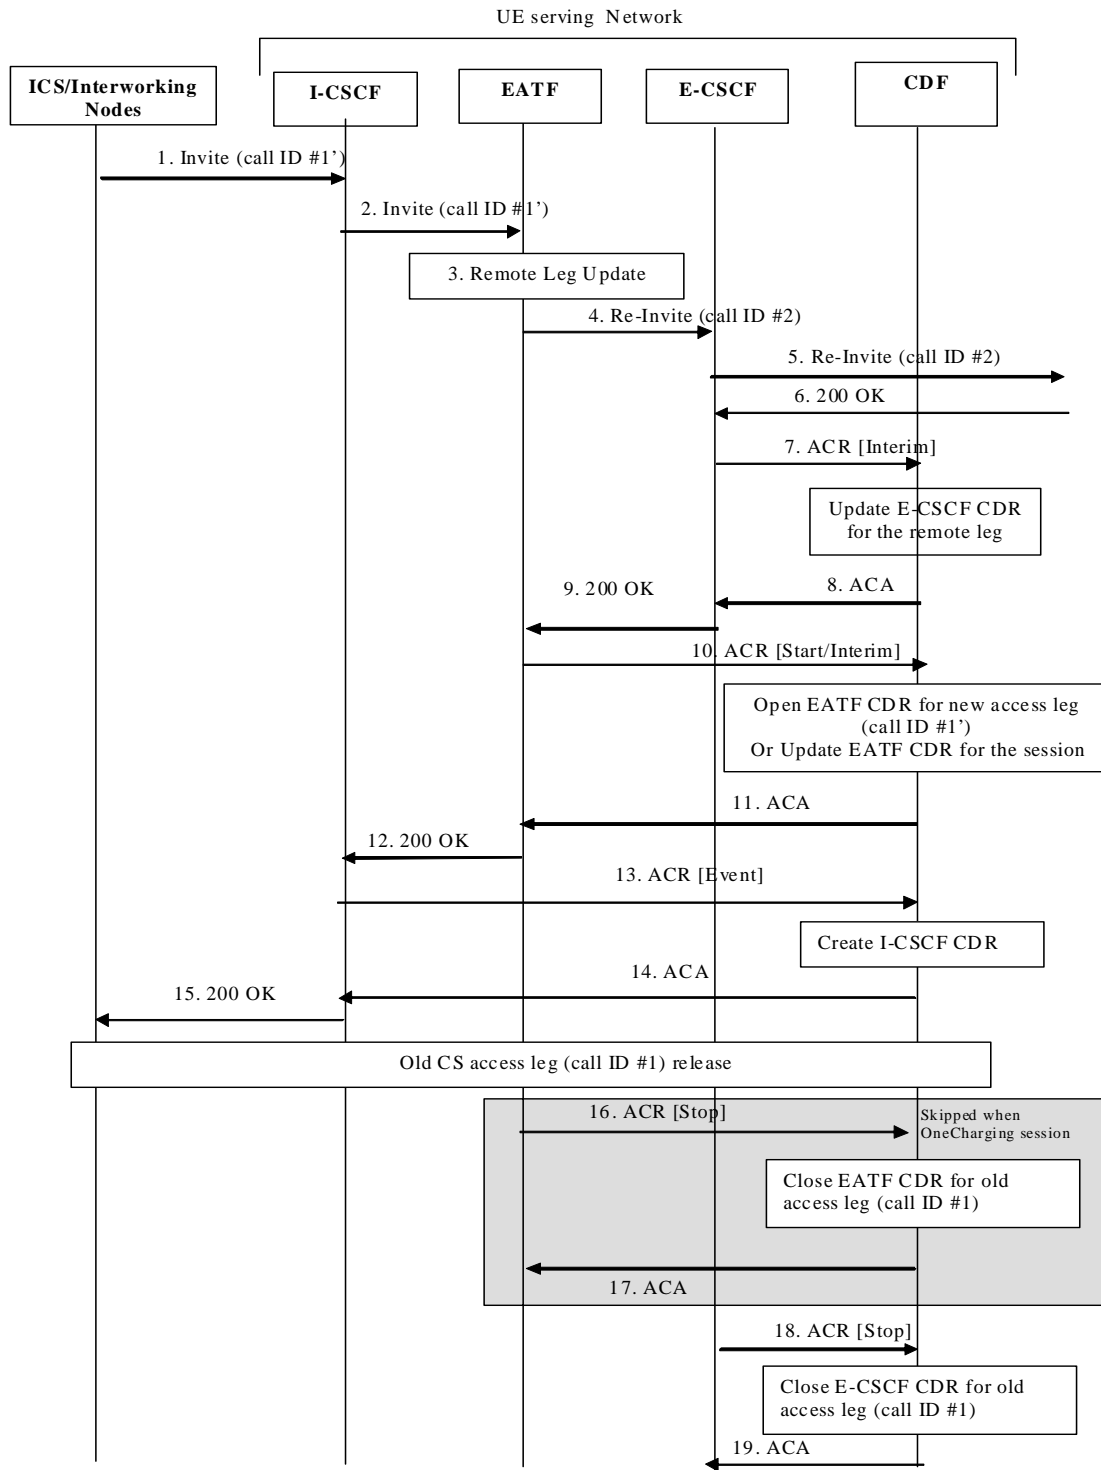 UE serving Network
ICS/Interworking
Nodes
I-CSCF
EATF
E-CSCF
CDF
1. Invite (call ID #1’)
2. Invite (call ID #1’)
3. Remote Leg Update
4. Re-Invite (call ID #2)
5. Re-Invite (call ID #2)
6. 200 OK
7. ACR [Interim]
Update E-CSCF CDR
for the remote leg
8. ACA
9. 200 OK
10. ACR [Start/Interim]
Open EATF CDR for new access leg
(call ID #1’)
Or Update EATF CDR for the session
11. ACA
12. 200 OK
13. ACR [Event]
Create I-CSCF CDR
14. ACA
15. 200 OK
Old CS access leg (call ID #1) release
16. ACR [Stop]
Skipped when
OneCharging session
Close EATF CDR for old
access leg (call ID #1)
17. ACA
18. ACR [Stop]
Close E-CSCF CDR for old
access leg (call ID #1)
19. ACA